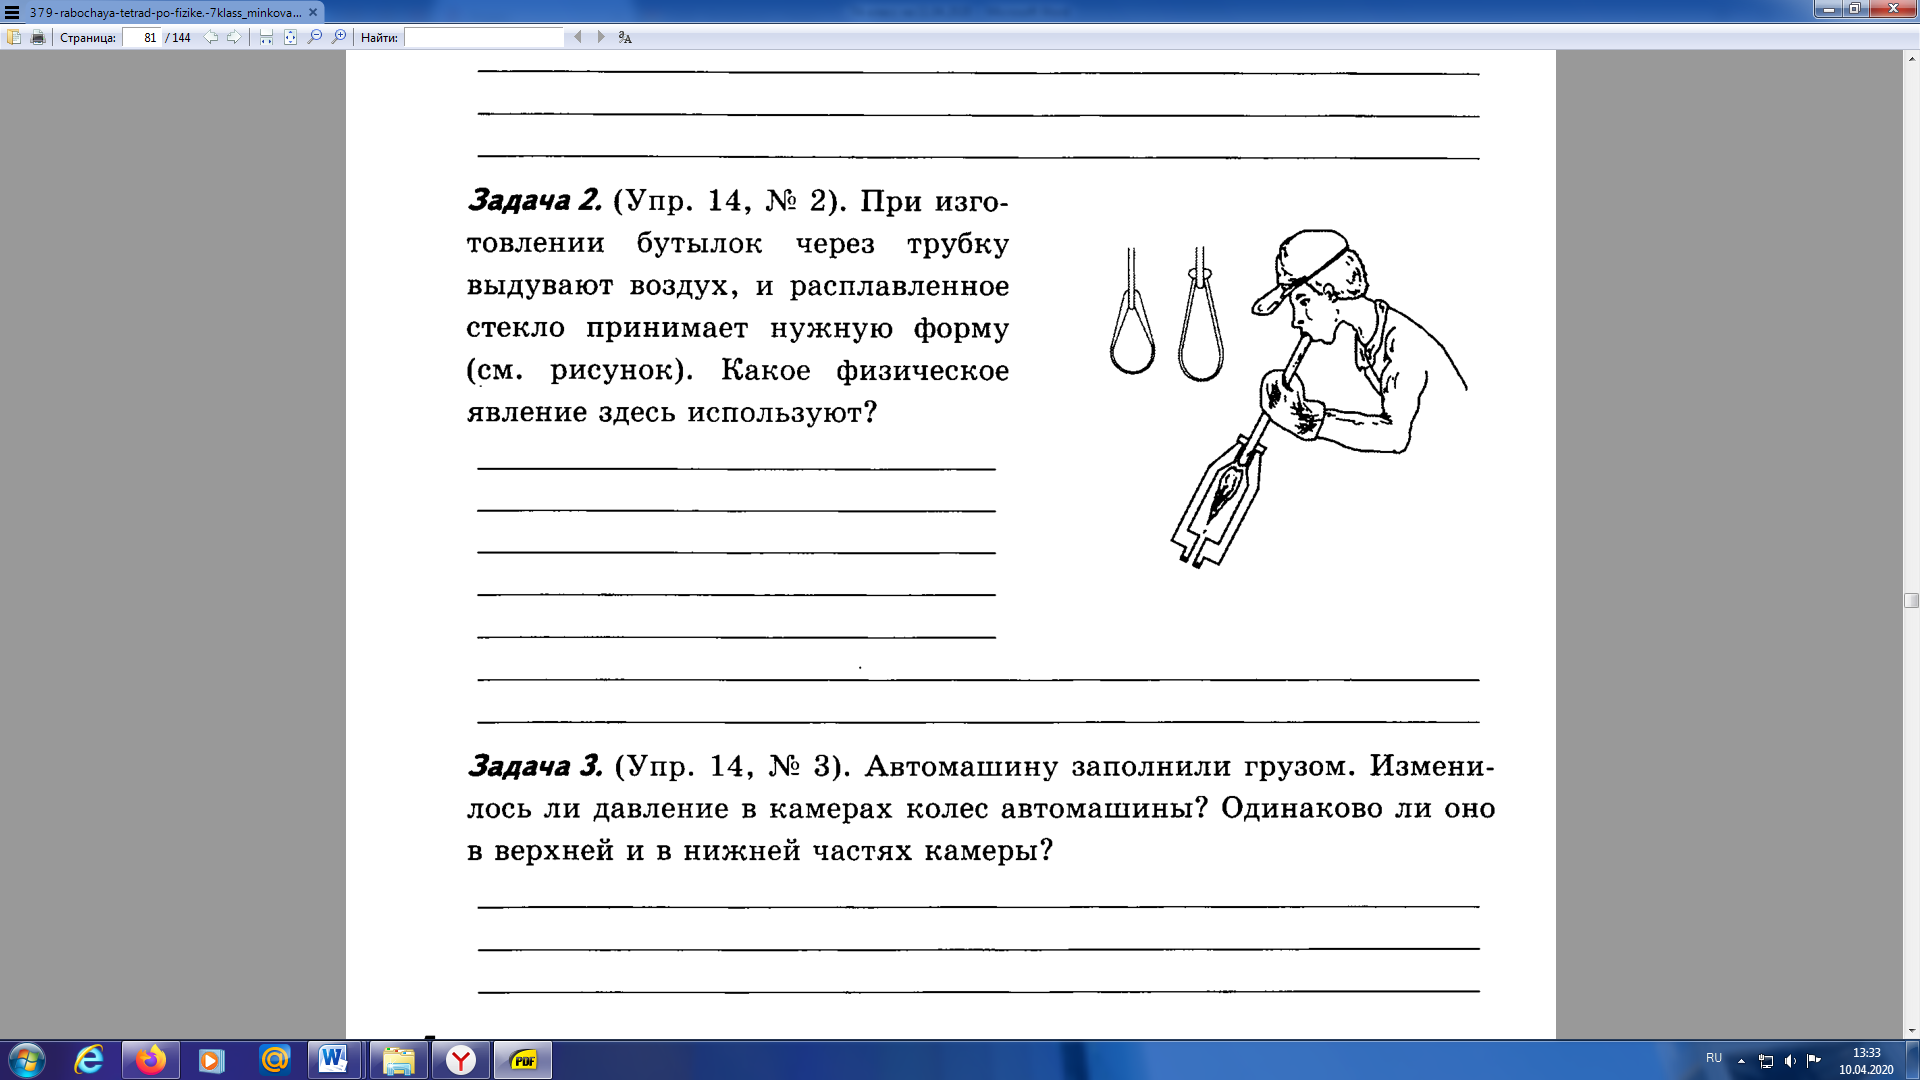 379-rabochaya-tetrad-po-fizike.-7klass_minkova...
Страница: 81 / 144 Найти:
Задача 2. (Упр. 14, № 2). При изго-
товлении бутылок через трубку
выдувают воздух, и расплавленное
стекло принимает нужную форму
(см. рисунок). Какое физическое
явление здесь используют?
Задача 3. (Упр. 14, № 3). Автомашину заполнили грузом. Измени-
лось ли давление в камерах колес автомашины? Одинаково ли оно
в верхней и в нижней частях камеры?
PDF
RU
13:33
10.04.2020